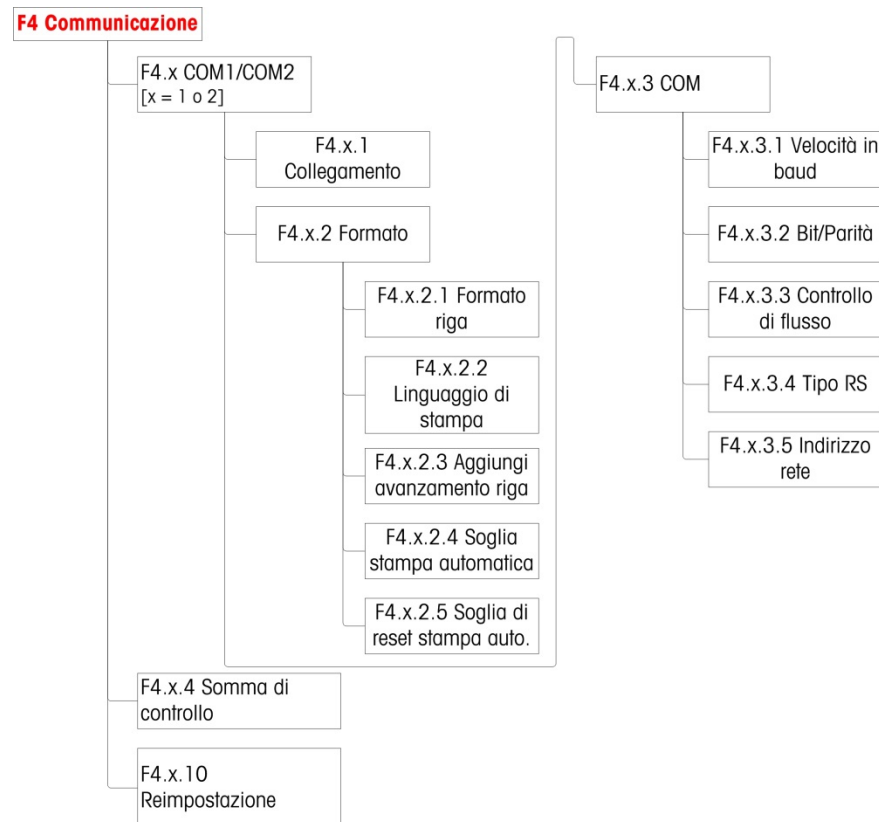 F4 Communicazione
F4.x COM1/COM2
[x = 1 o 2]
F4.x.1
Collegamento
F4.x.2 Formato
F4.x.2.1 Formato
riga
F4.x.2.2
Linguaggio di
stampa
F4.x.2.3 Aggiungi
avanzamento riga
F4.x.2.4 Soglia
stampa automatica
F4.x.2.5 Soglia di
reset stampa auto.
F4.x.3 COM
F4.x.3.1 Velocità in
baud
F4.x.3.2 Bit/Parità
F4.x.3.3 Controllo
di flusso
F4.x.3.4 Tipo RS
F4.x.3.5 Indirizzo
rete
F4.x.4 Somma di
controllo
F4.x.10
Reimpostazione